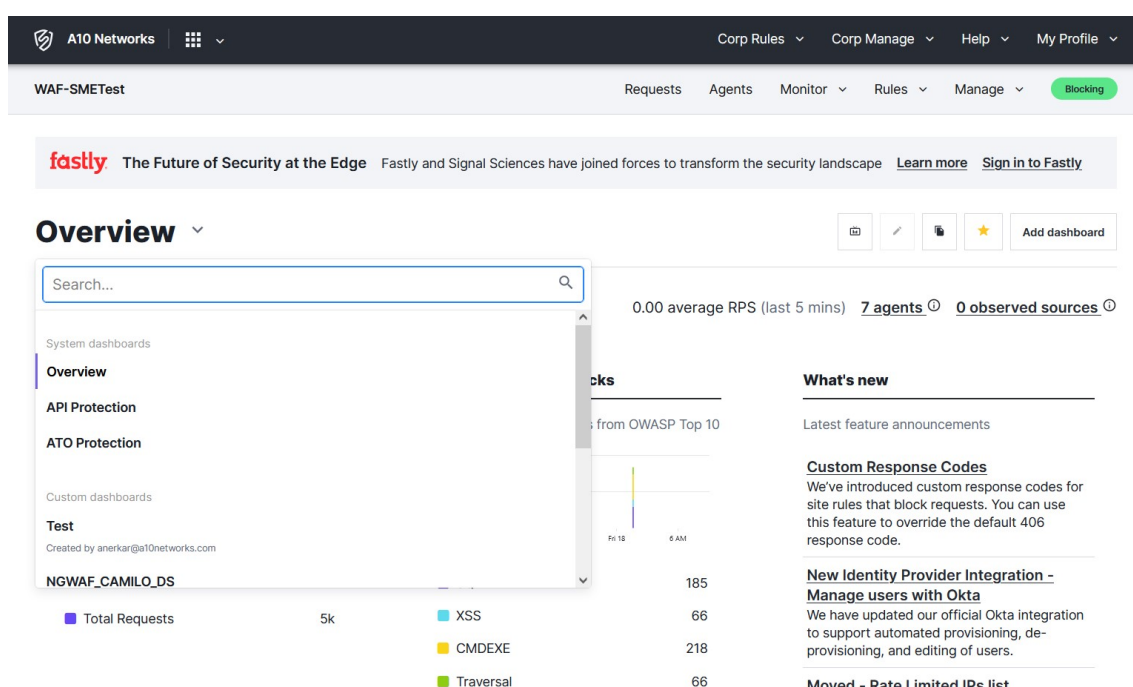 A10 Networks
Corp Rules
Corp Manage
Help
My Profile
WAF-SMETest
Requests
Agents
Monitor
Rules
Manage
Blocking
fastly. The Future of Security at the Edge Fastly and Signal Sciences have joined forces to transform the security landscape Learn more Sign in to Fastly
Overview
Add dashboard
Search...
0.00 average RPS (last 5 mins) 7 agents 0 observed sources
System dashboards
Overview
API Protection
ATO Protection
Custom dashboards
Test
Created by anerkar@a10networks.com
NGWAF_CAMILO_DS
Total Requests 5k
from OWASP Top 10
Fri 18 6 AM
185
XSS 66
CMDEXE 218
Traversal 66
What's new
Latest feature announcements
Custom Response Codes
We've introduced custom response codes for
site rules that block requests. You can use
this feature to override the default 406
response code.
New Identity Provider Integration -
Manage users with Okta
We have updated our official Okta integration
to support automated provisioning, de-
provisioning, and editing of users.
Moved - Rate Limited IPs list